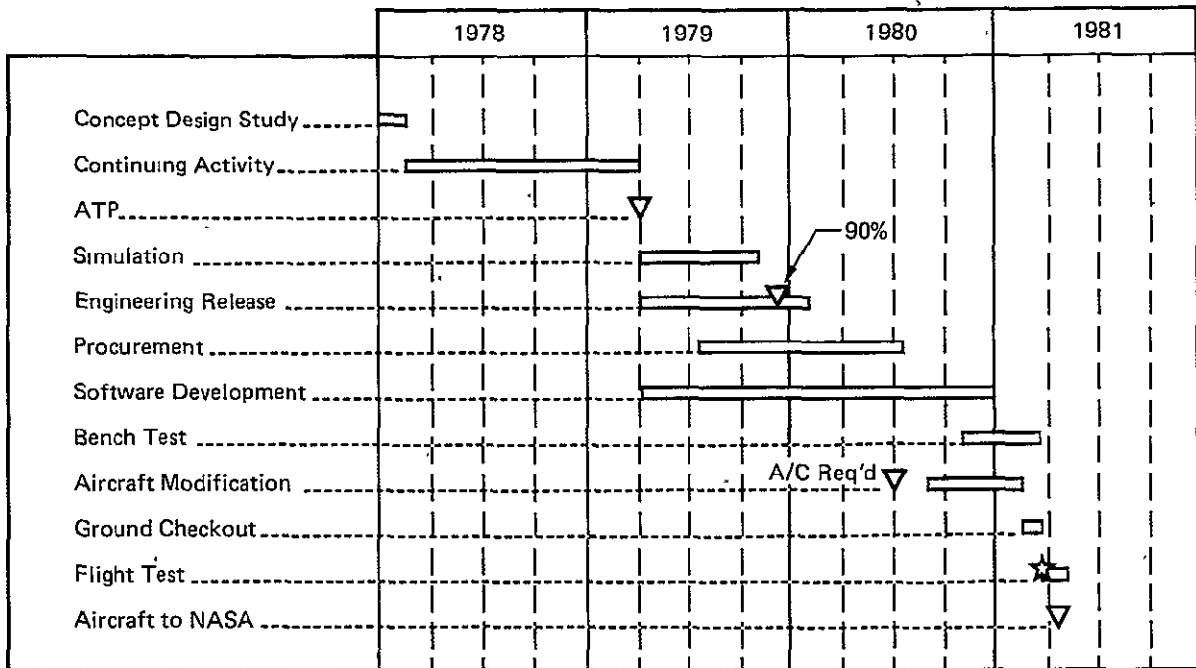 1978 1979 1980 1981
Concept Design Study
Continuing Activity
ATP
90%
Simulation
Engineering Release
Procurement
Software Development
Bench Test
A/C Req'd
Aircraft Modification
Ground Checkout
Flight Test
Aircraft to NASA